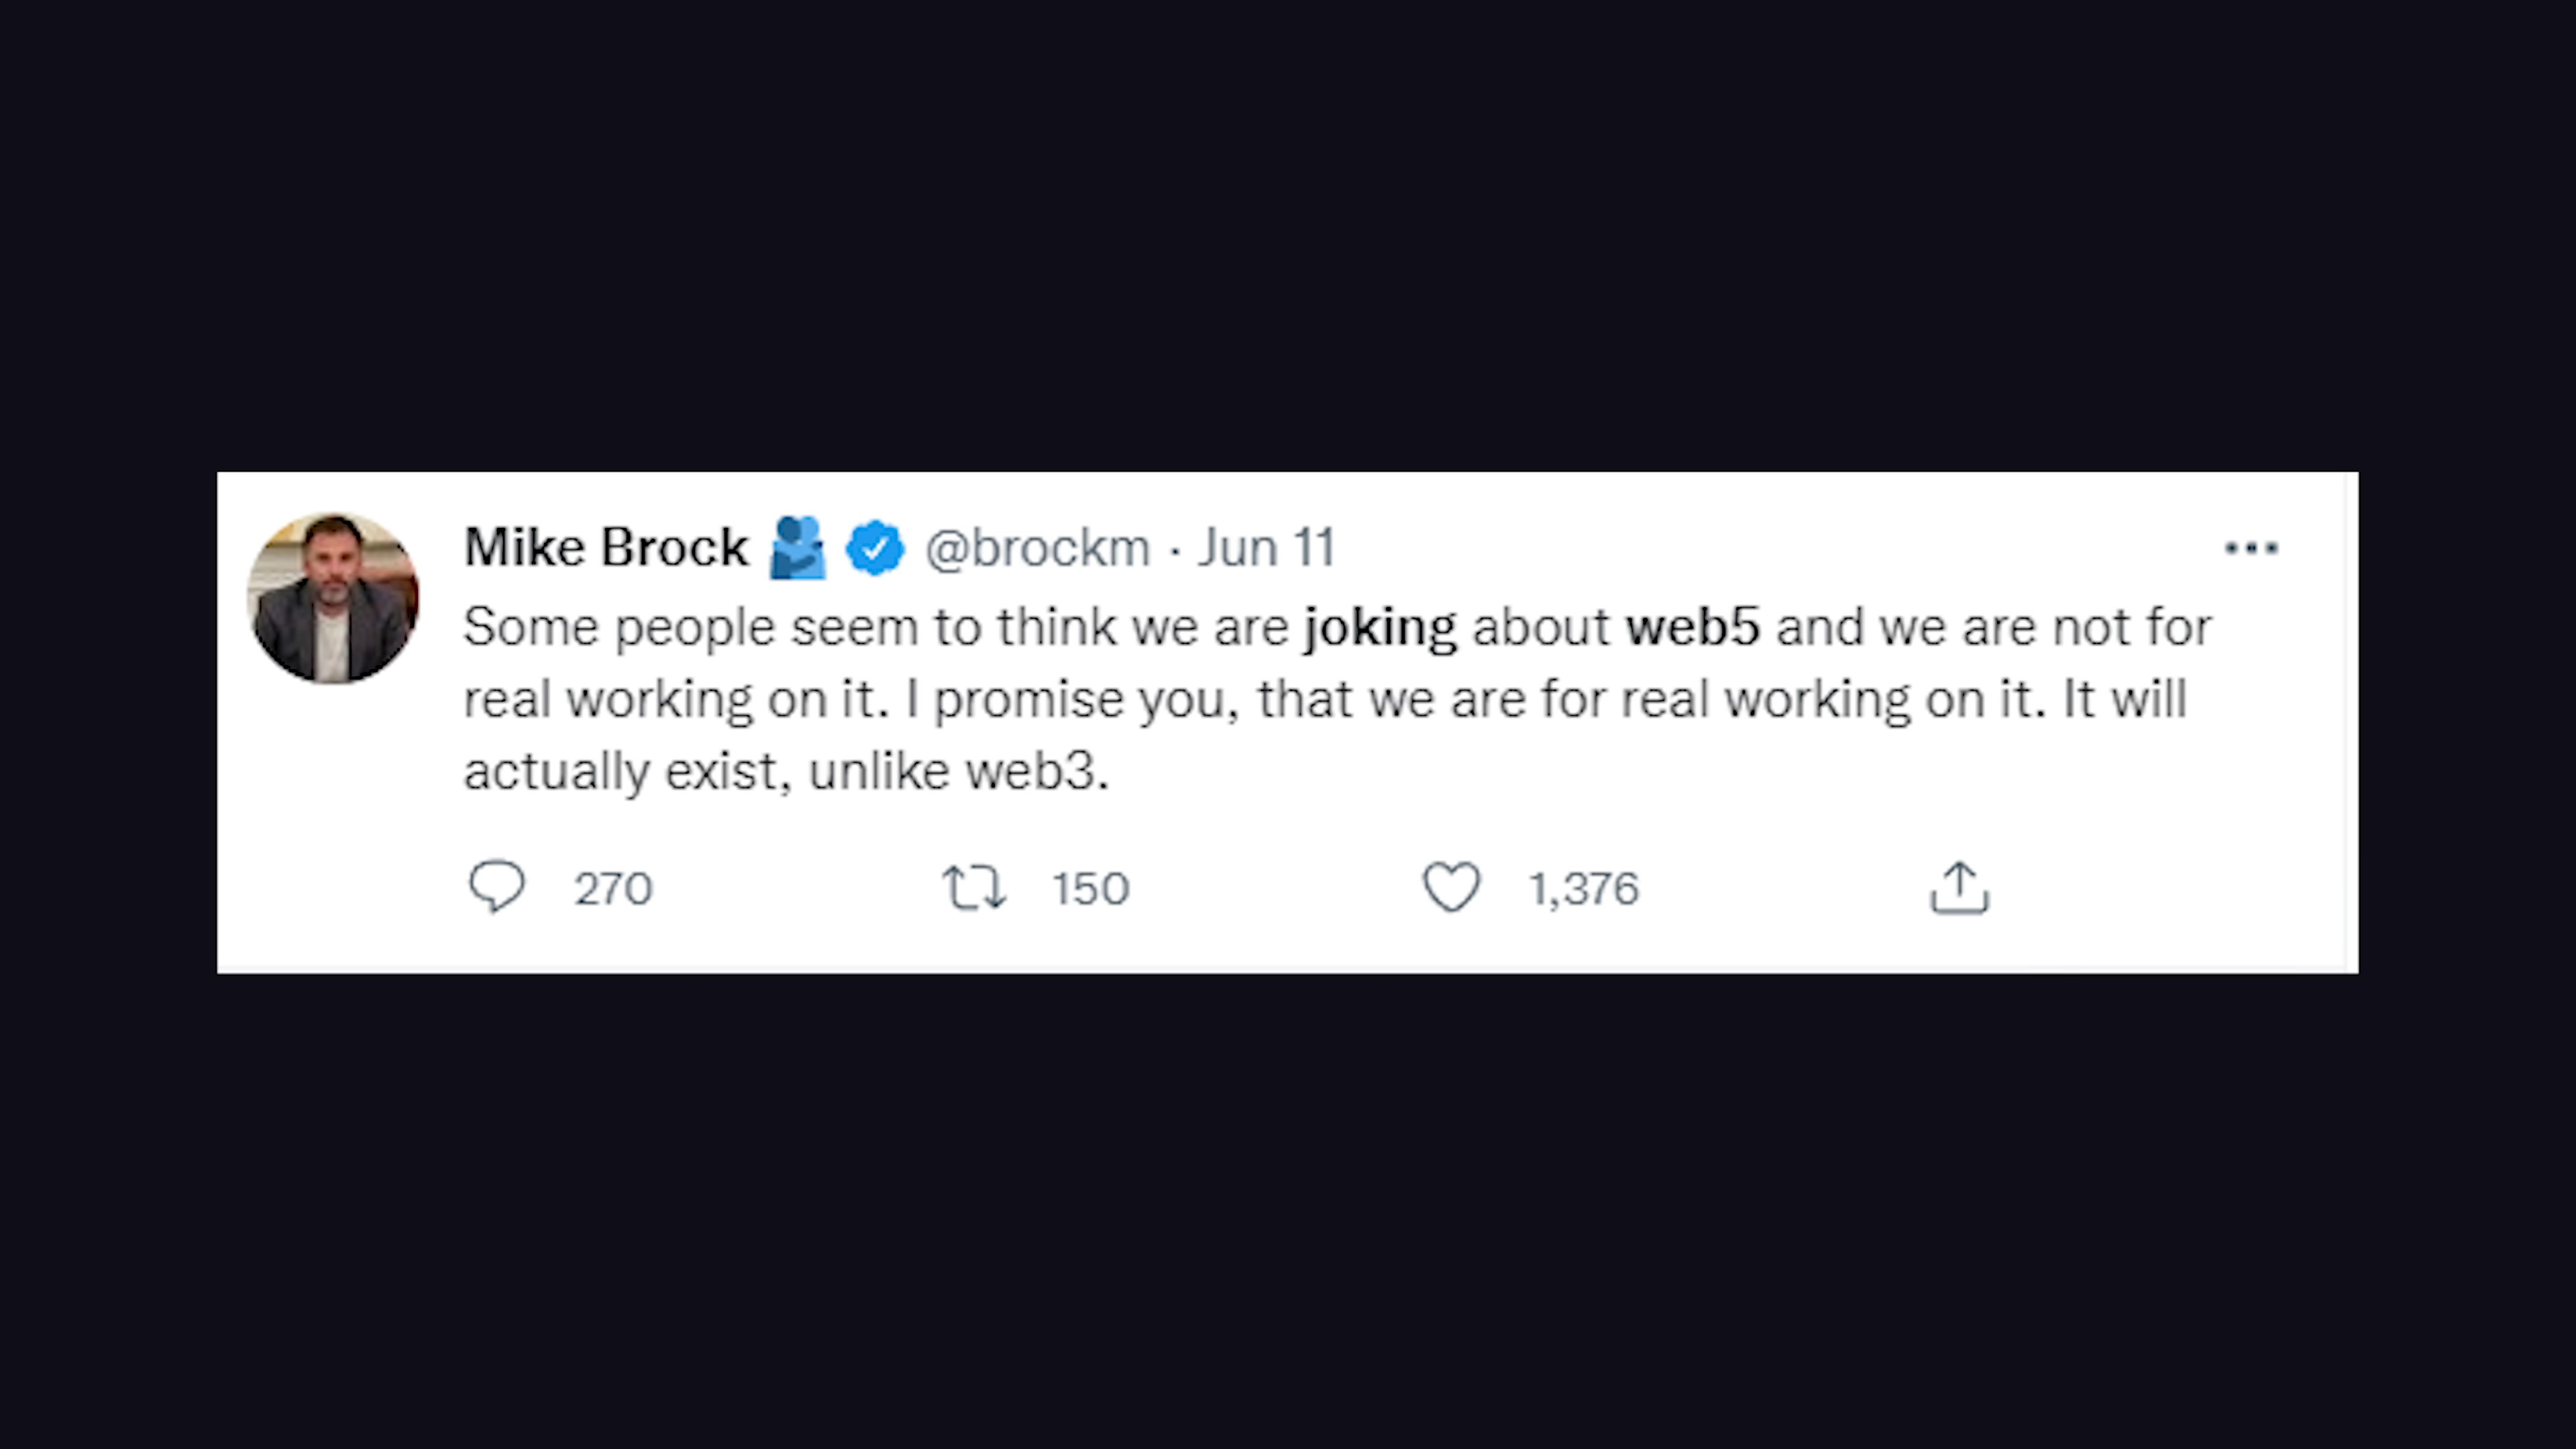 Mike Brock 🫂 @brockm · Jun 11
Some people seem to think we are joking about web5 and we are not for
real working on it. I promise you, that we are for real working on it. It will
actually exist, unlike web3.
270 150 1,376